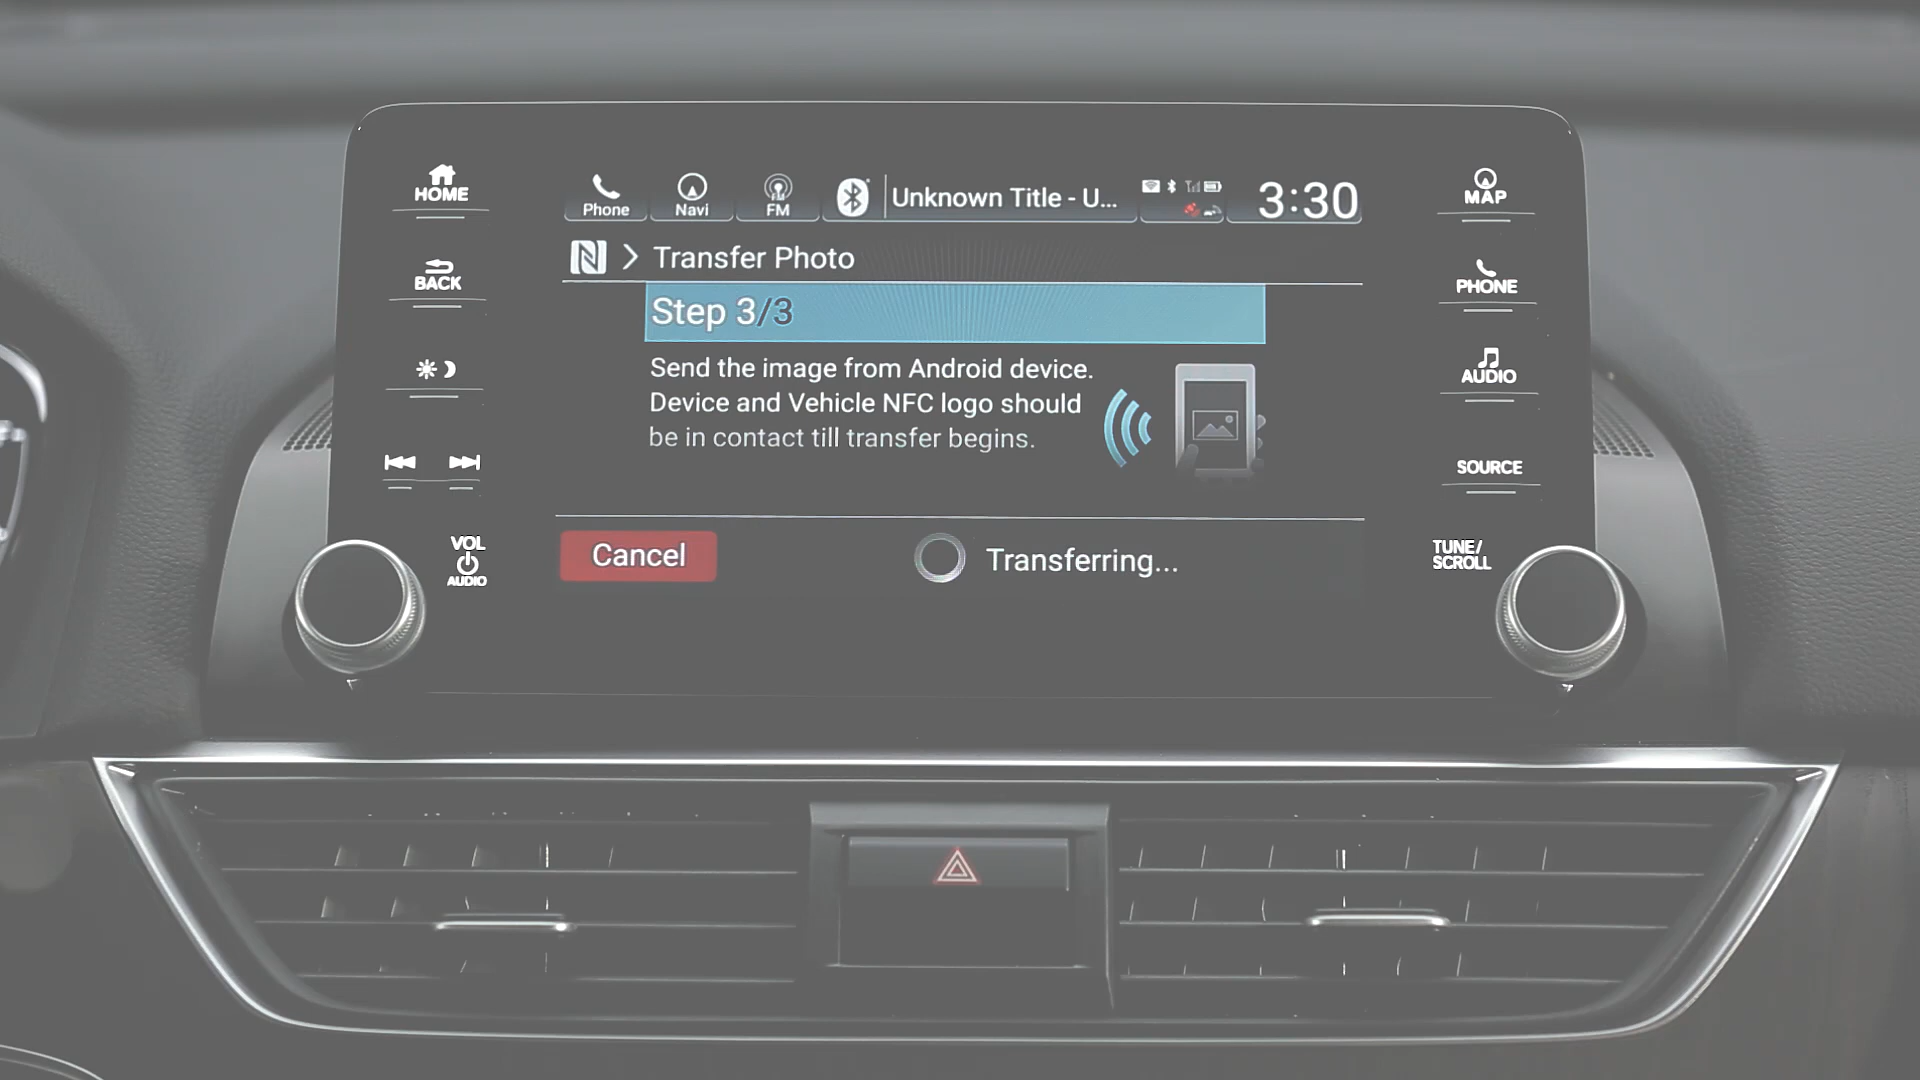 HOME
BACK
VOL
AUDIO
Phone
Navi
FM
Unknown Title - U...
3:30
Transfer Photo
Step 3/3
Send the image from Android device.
Device and Vehicle NFC logo should
be in contact till transfer begins.
Cancel
Transferring...
MAP
PHONE
AUDIO
SOURCE
TUNE/
SCROLL